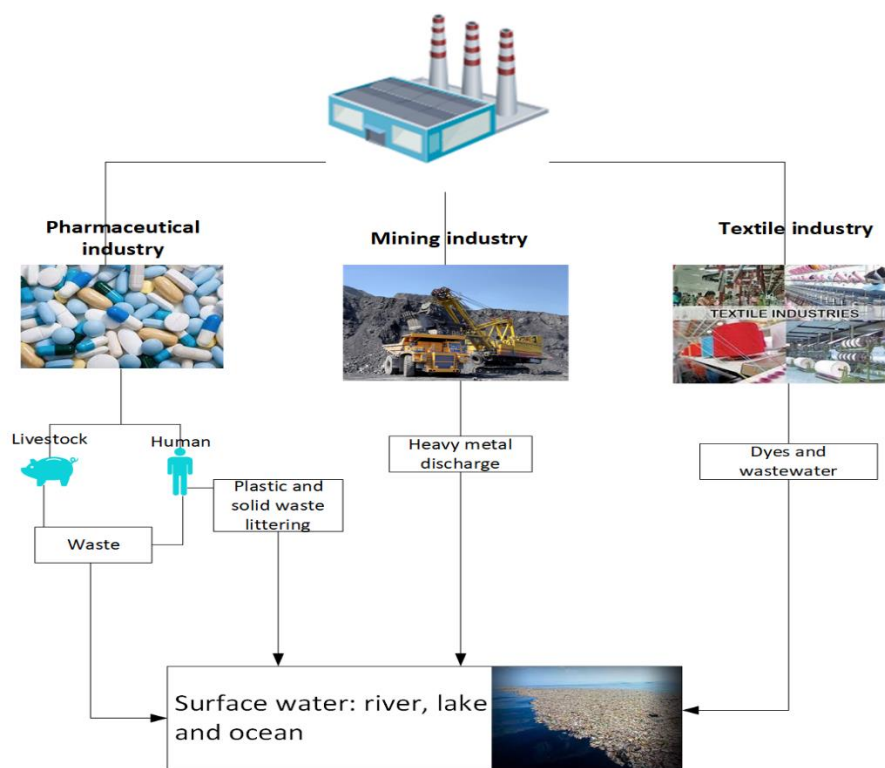 Pharmaceutical
industry
Mining industry
Textile industry
TEXTILE INDUSTRIES
Livestock
Human
Heavy metal
discharge
Dyes and
wastewater
Plastic and
solid waste
littering
Waste
Surface water: river, lake
and ocean